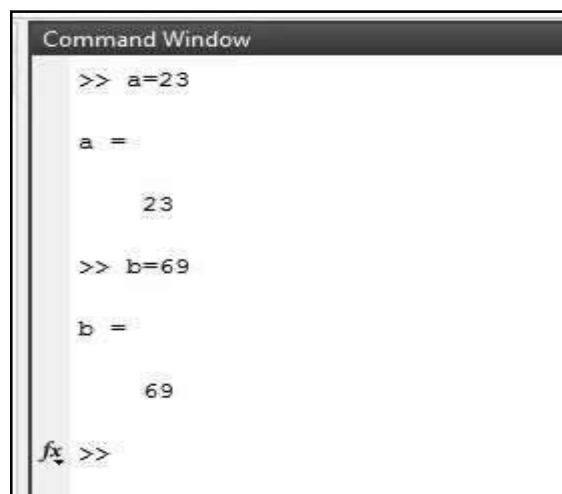 Command Window
>> a=23
a =
23
>> b=69
b =
69
fx >>